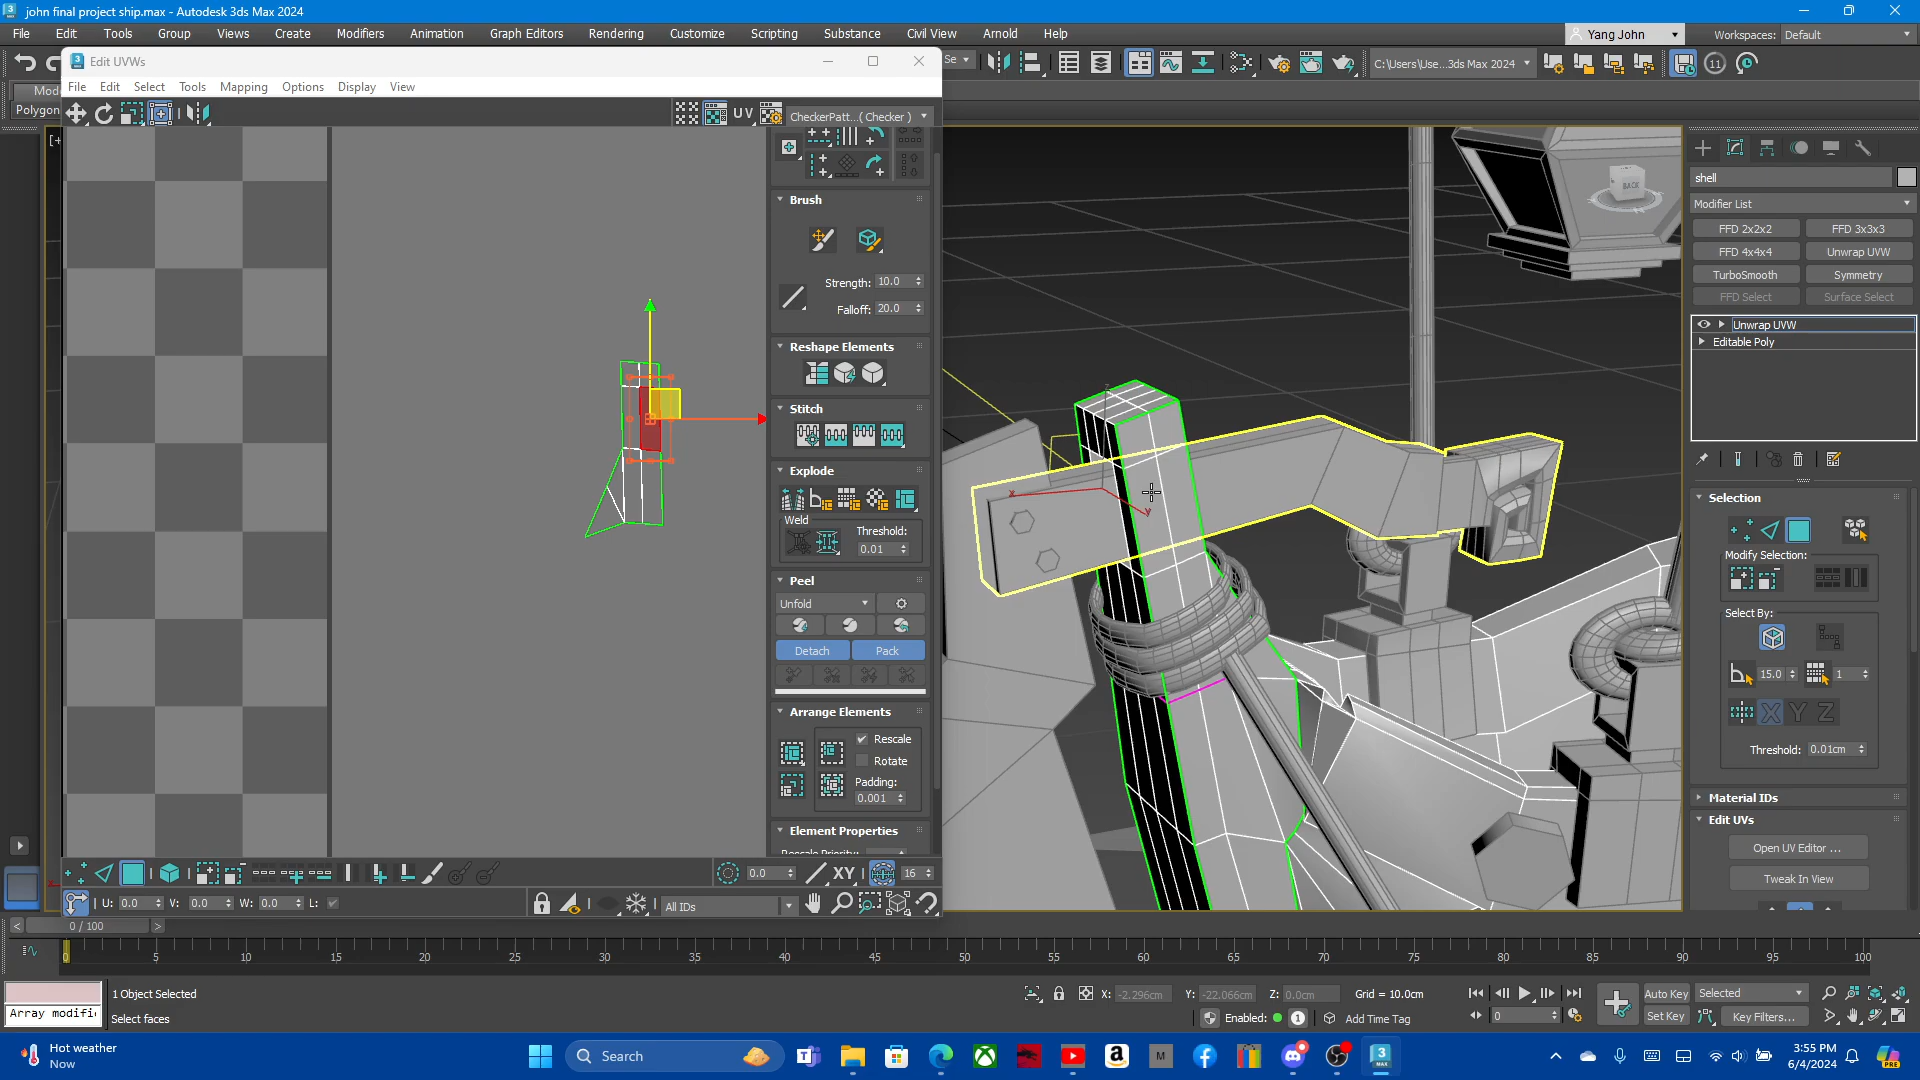 john final project ship.max - Autodesk 3ds Max 2024
File Edit Tools Group Views Create Modifiers Animation Graph Editors Rendering Customize Scripting Substance Civil View Arnold Help
Yang John
Workspaces: Default
Edit UVWs
Se
C:\Users\Use...3ds Max 2024
11
File Edit Select Tools Mapping Options Display View
Mod
Polygon
UV
CheckerPatt...( Checker )
[+
Brush
Strength: 10.0
Falloff: 20.0
Reshape Elements
Stitch
Explode
Weld
Threshold:
0.01
Peel
Unfold
Detach
Pack
Arrange Elements
Rescale
Rotate
Padding:
0.001
Element Properties
0.0
XY
16
U: 0.0 V: 0.0 W: 0.0 L:
All IDs
BACK
z
x
y
shell
Modifier List
FFD 2x2x2
FFD 3x3x3
FFD 4x4x4
Unwrap UVW
TurboSmooth
Symmetry
FFD Select
Surface Select
Unwrap UVW
Editable Poly
Selection
Modify Selection:
Select By:
15.0
1
X Y Z
Threshold: 0.01cm
Material IDs
Edit UVs
Open UV Editor ...
Tweak In View
0 / 100
0 5 10 15 20 25 30 35 40 45 50 55 60 65 70 75 80 85 90 95 100
1 Object Selected
Array modifi
Select faces
X: -2.296cm Y: -22.066cm Z: 0.0cm Grid = 10.0cm
Enabled: 1
Add Time Tag
0
Auto Key
Selected
Set Key
Key Filters...
Hot weather
Now
Search
M
3
MAX
3:55 PM
6/4/2024
PRE